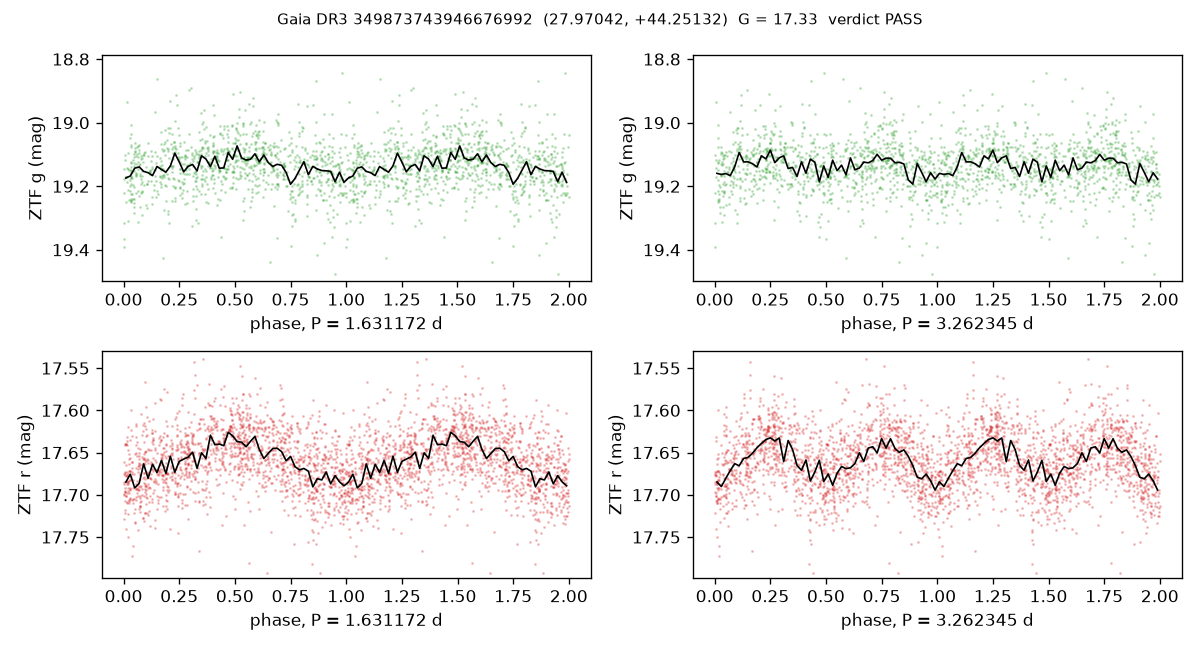 Gaia DR3 349873743946676992 (27.97042, +44.25132) G = 17.33 verdict PASS
18.8
19.0
19.2
19.4
ZTF g (mag)
0.00 0.25 0.50 0.75 1.00 1.25 1.50 1.75 2.00
phase, P = 1.631172 d
18.8
19.0
19.2
19.4
ZTF g (mag)
0.00 0.25 0.50 0.75 1.00 1.25 1.50 1.75 2.00
phase, P = 3.262345 d
17.55
17.60
17.65
17.70
17.75
ZTF r (mag)
0.00 0.25 0.50 0.75 1.00 1.25 1.50 1.75 2.00
phase, P = 1.631172 d
17.55
17.60
17.65
17.70
17.75
ZTF r (mag)
0.00 0.25 0.50 0.75 1.00 1.25 1.50 1.75 2.00
phase, P = 3.262345 d